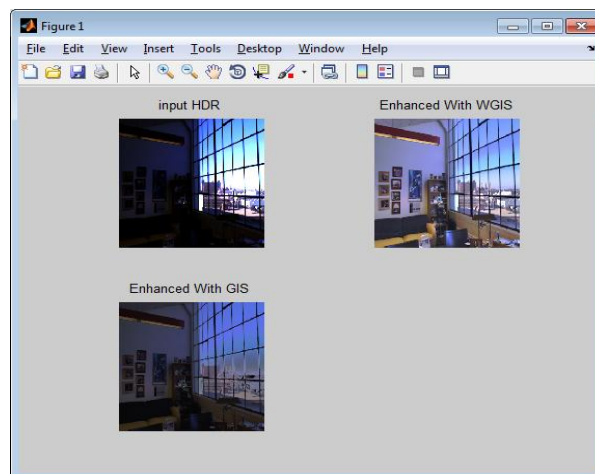 Figure 1
File Edit View Insert Tools Desktop Window Help
input HDR
Enhanced With WGIS
Enhanced With GIS